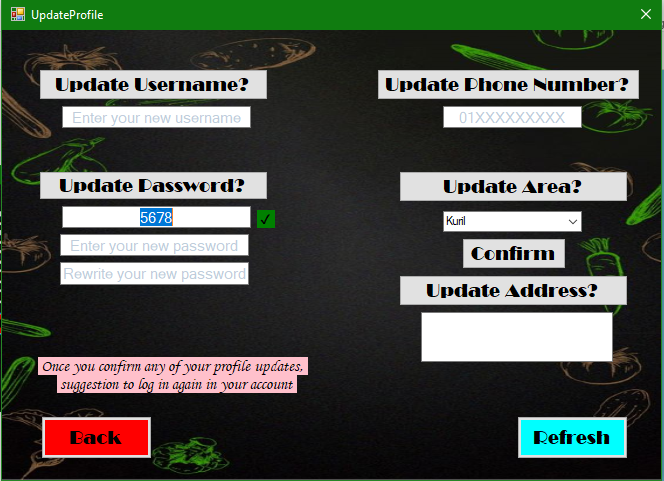 UpdateProfile
Update Username?
Enter your new username
Update Phone Number?
01XXXXXXXXX
Update Password?
5678
✓
Enter your new password
Rewrite your new password
Update Area?
Kuril
Confirm
Update Address?
Once you confirm any of your profile updates,
suggestion to log in again in your account
Back
Refresh